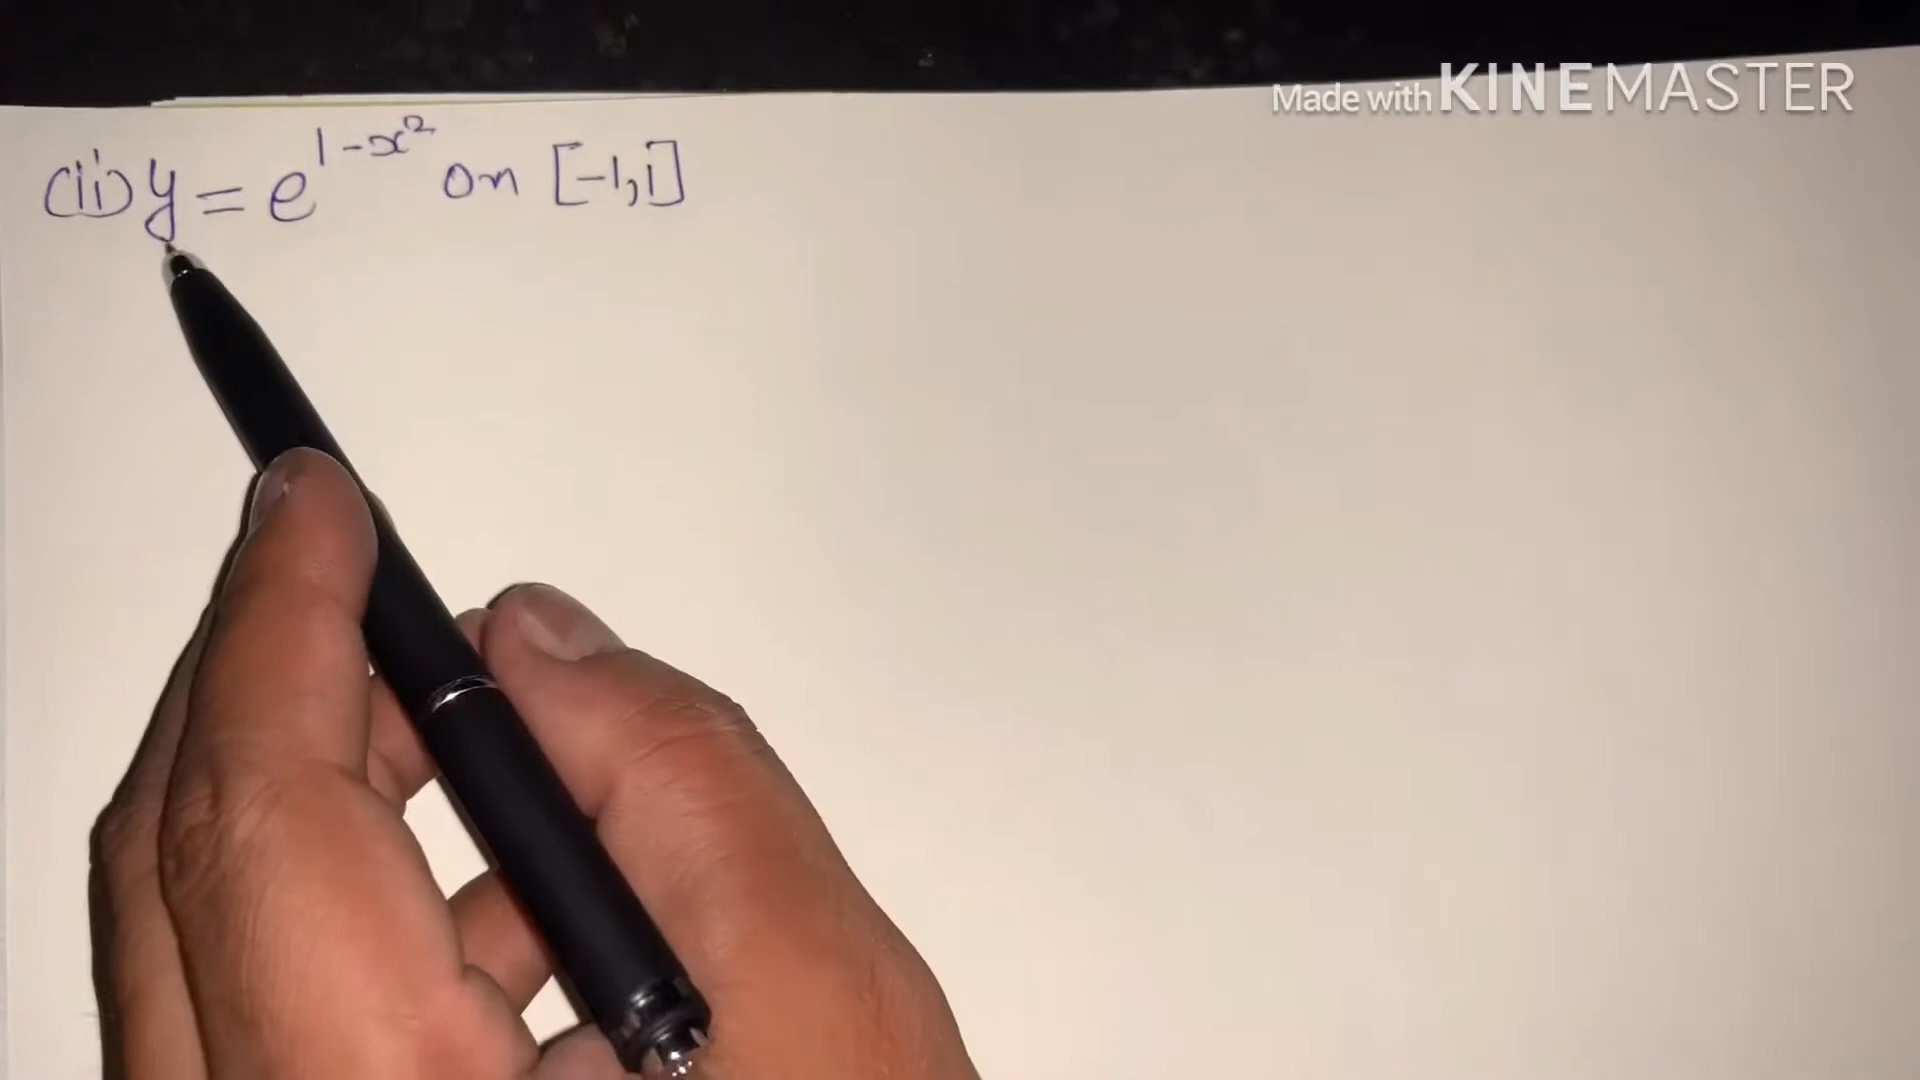 Made with KINEMASTER
(ii) y = e^{1-x^2} on [-1,1]